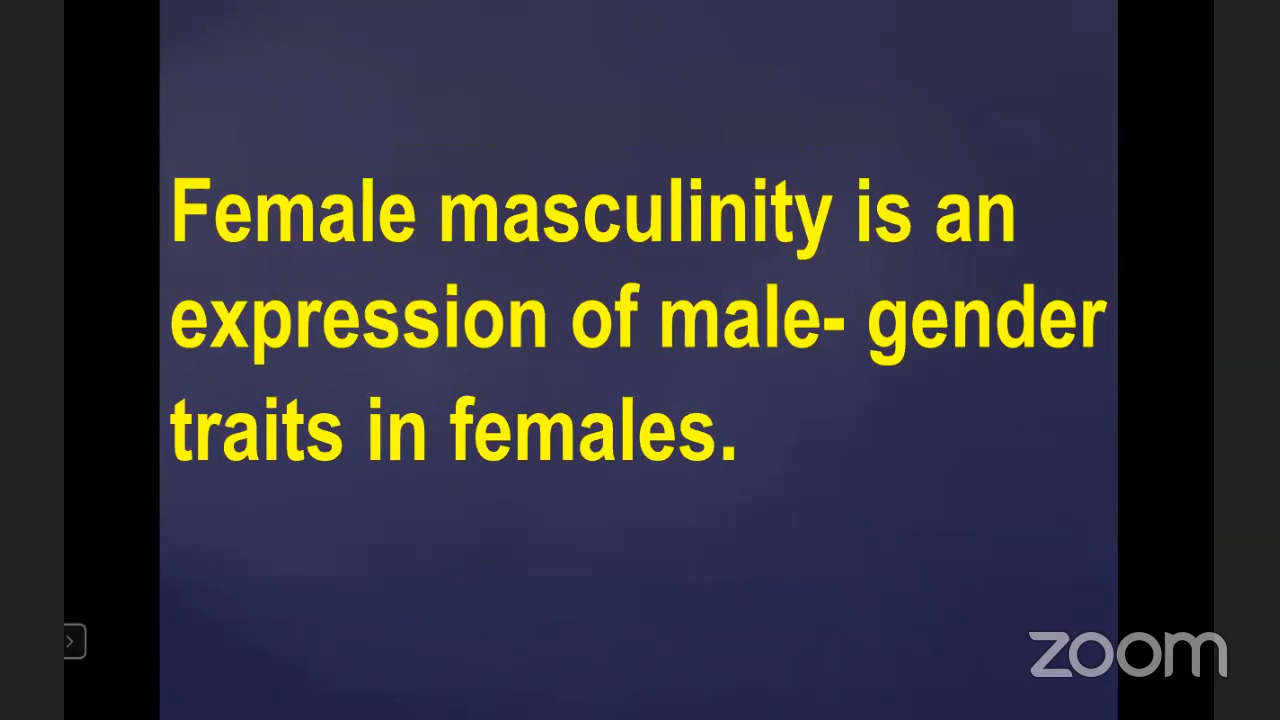 Female masculinity is an
expression of male- gender
traits in females.
zoom